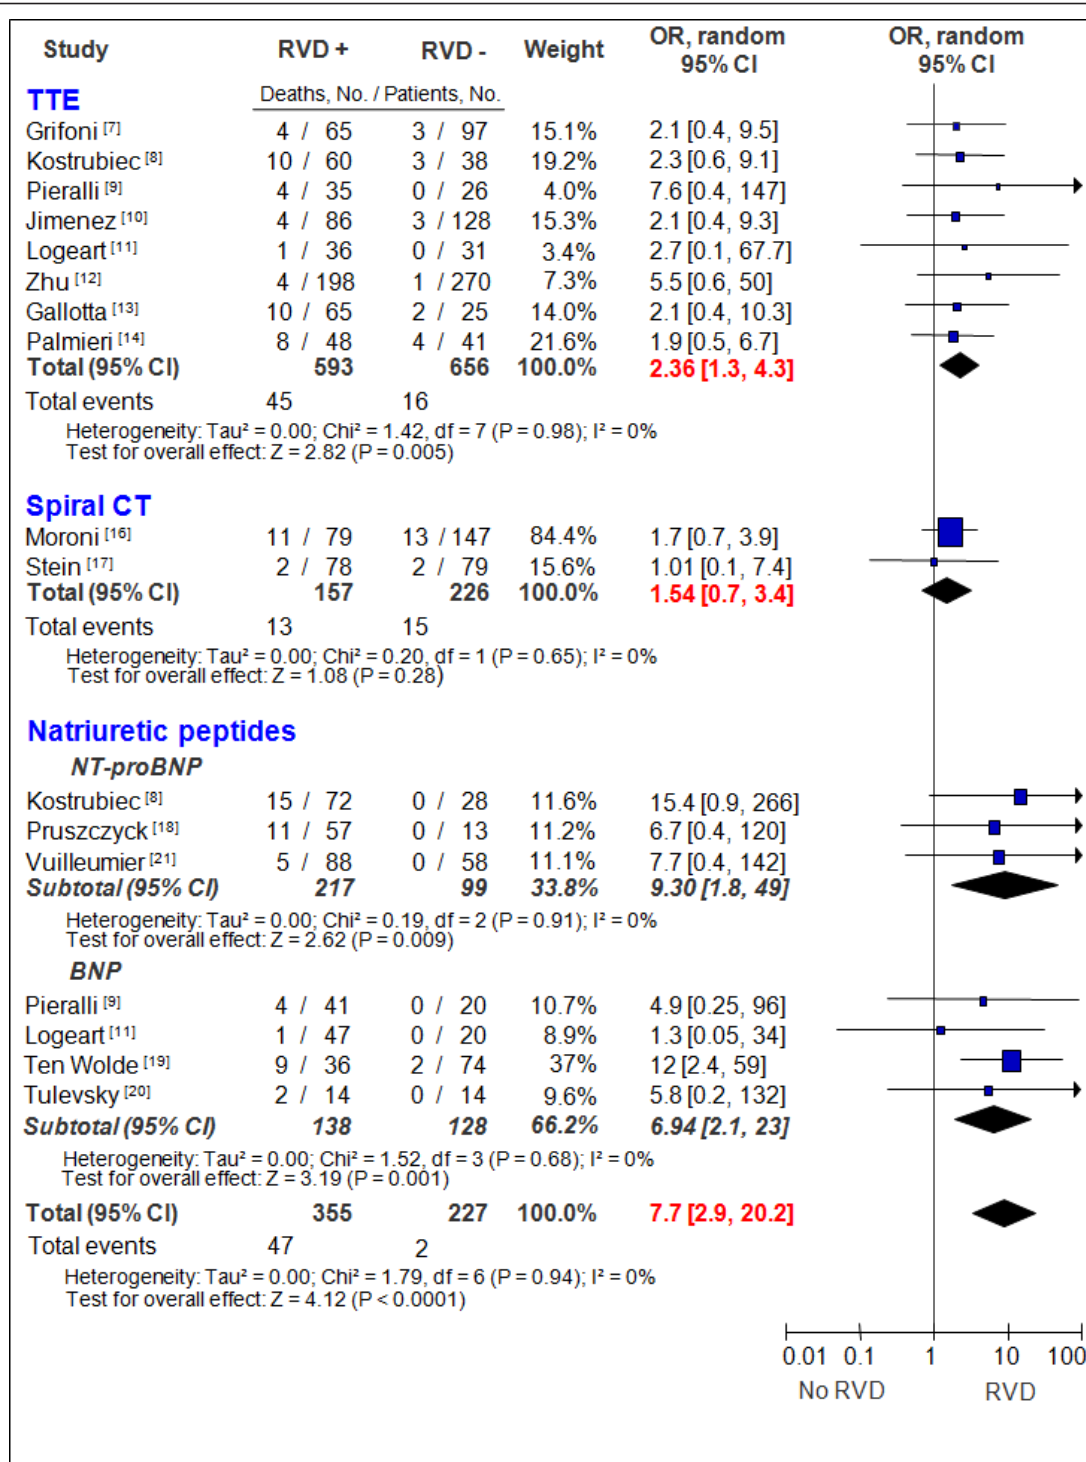 Study RVD + RVD - Weight OR, random 95% CI OR, random 95% CI
Deaths, No. / Patients, No.
TTE
Grifoni [7] 4 / 65 3 / 97 15.1% 2.1 [0.4, 9.5]
Kostrubiec [8] 10 / 60 3 / 38 19.2% 2.3 [0.6, 9.1]
Pieralli [9] 4 / 35 0 / 26 4.0% 7.6 [0.4, 147]
Jimenez [10] 4 / 86 3 / 128 15.3% 2.1 [0.4, 9.3]
Logeart [11] 1 / 36 0 / 31 3.4% 2.7 [0.1, 67.7]
Zhu [12] 4 / 198 1 / 270 7.3% 5.5 [0.6, 50]
Gallotta [13] 10 / 65 2 / 25 14.0% 2.1 [0.4, 10.3]
Palmieri [14] 8 / 48 4 / 41 21.6% 1.9 [0.5, 6.7]
Total (95% CI) 593 656 100.0% 2.36 [1.3, 4.3]
Total events 45 16
Heterogeneity: Tau² = 0.00; Chi² = 1.42, df = 7 (P = 0.98); I² = 0%
Test for overall effect: Z = 2.82 (P = 0.005)
Spiral CT
Moroni [16] 11 / 79 13 / 147 84.4% 1.7 [0.7, 3.9]
Stein [17] 2 / 78 2 / 79 15.6% 1.01 [0.1, 7.4]
Total (95% CI) 157 226 100.0% 1.54 [0.7, 3.4]
Total events 13 15
Heterogeneity: Tau² = 0.00; Chi² = 0.20, df = 1 (P = 0.65); I² = 0%
Test for overall effect: Z = 1.08 (P = 0.28)
Natriuretic peptides
NT-proBNP
Kostrubiec [8] 15 / 72 0 / 28 11.6% 15.4 [0.9, 266]
Pruszczyck [18] 11 / 57 0 / 13 11.2% 6.7 [0.4, 120]
Vuilleumier [21] 5 / 88 0 / 58 11.1% 7.7 [0.4, 142]
Subtotal (95% CI) 217 99 33.8% 9.30 [1.8, 49]
Heterogeneity: Tau² = 0.00; Chi² = 0.19, df = 2 (P = 0.91); I² = 0%
Test for overall effect: Z = 2.62 (P = 0.009)
BNP
Pieralli [9] 4 / 41 0 / 20 10.7% 4.9 [0.25, 96]
Logeart [11] 1 / 47 0 / 20 8.9% 1.3 [0.05, 34]
Ten Wolde [19] 9 / 36 2 / 74 37% 12 [2.4, 59]
Tulevsky [20] 2 / 14 0 / 14 9.6% 5.8 [0.2, 132]
Subtotal (95% CI) 138 128 66.2% 6.94 [2.1, 23]
Heterogeneity: Tau² = 0.00; Chi² = 1.52, df = 3 (P = 0.68); I² = 0%
Test for overall effect: Z = 3.19 (P = 0.001)
Total (95% CI) 355 227 100.0% 7.7 [2.9, 20.2]
Total events 47 2
Heterogeneity: Tau² = 0.00; Chi² = 1.79, df = 6 (P = 0.94); I² = 0%
Test for overall effect: Z = 4.12 (P < 0.0001)
0.01 0.1 1 10 100
No RVD RVD